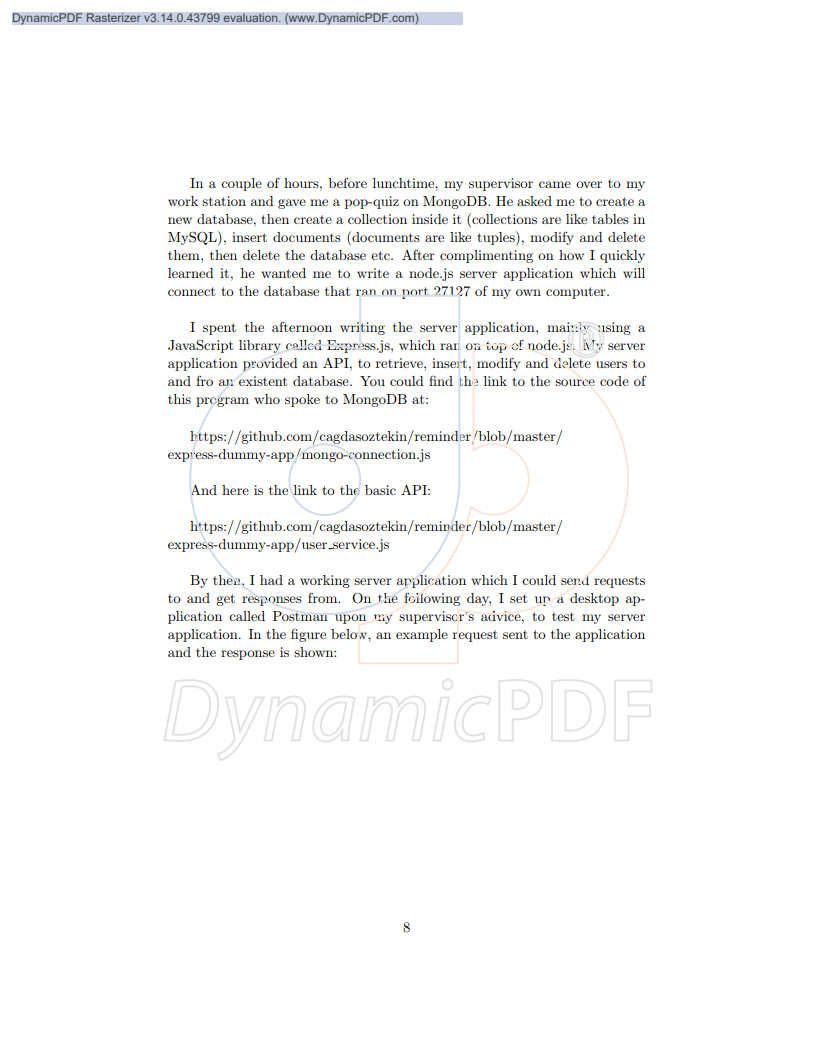 DynamicPDF Rasterizer v3.14.0.43799 evaluation. (www.DynamicPDF.com)
In a couple of hours, before lunchtime, my supervisor came over to my
work station and gave me a pop-quiz on MongoDB. He asked me to create a
new database, then create a collection inside it (collections are like tables in
MySQL), insert documents (documents are like tuples), modify and delete
them, then delete the database etc. After complimenting on how I quickly
learned it, he wanted me to write a node.js server application which will
connect to the database that ran on port 27127 of my own computer.
I spent the afternoon writing the server application, mainly using a
JavaScript library called Express.js, which ran on top of node.js. My server
application provided an API, to retrieve, insert, modify and delete users to
and fro an existent database. You could find the link to the source code of
this program who spoke to MongoDB at:
https://github.com/cagdasoztekin/reminder/blob/master/
express-dummy-app/mongo-connection.js
And here is the link to the basic API:
https://github.com/cagdasoztekin/reminder/blob/master/
express-dummy-app/user_service.js
By then, I had a working server application which I could send requests
to and get responses from. On the following day, I set up a desktop ap-
plication called Postman upon my supervisor's advice, to test my server
application. In the figure below, an example request sent to the application
and the response is shown:
DynamicPDF
®
8